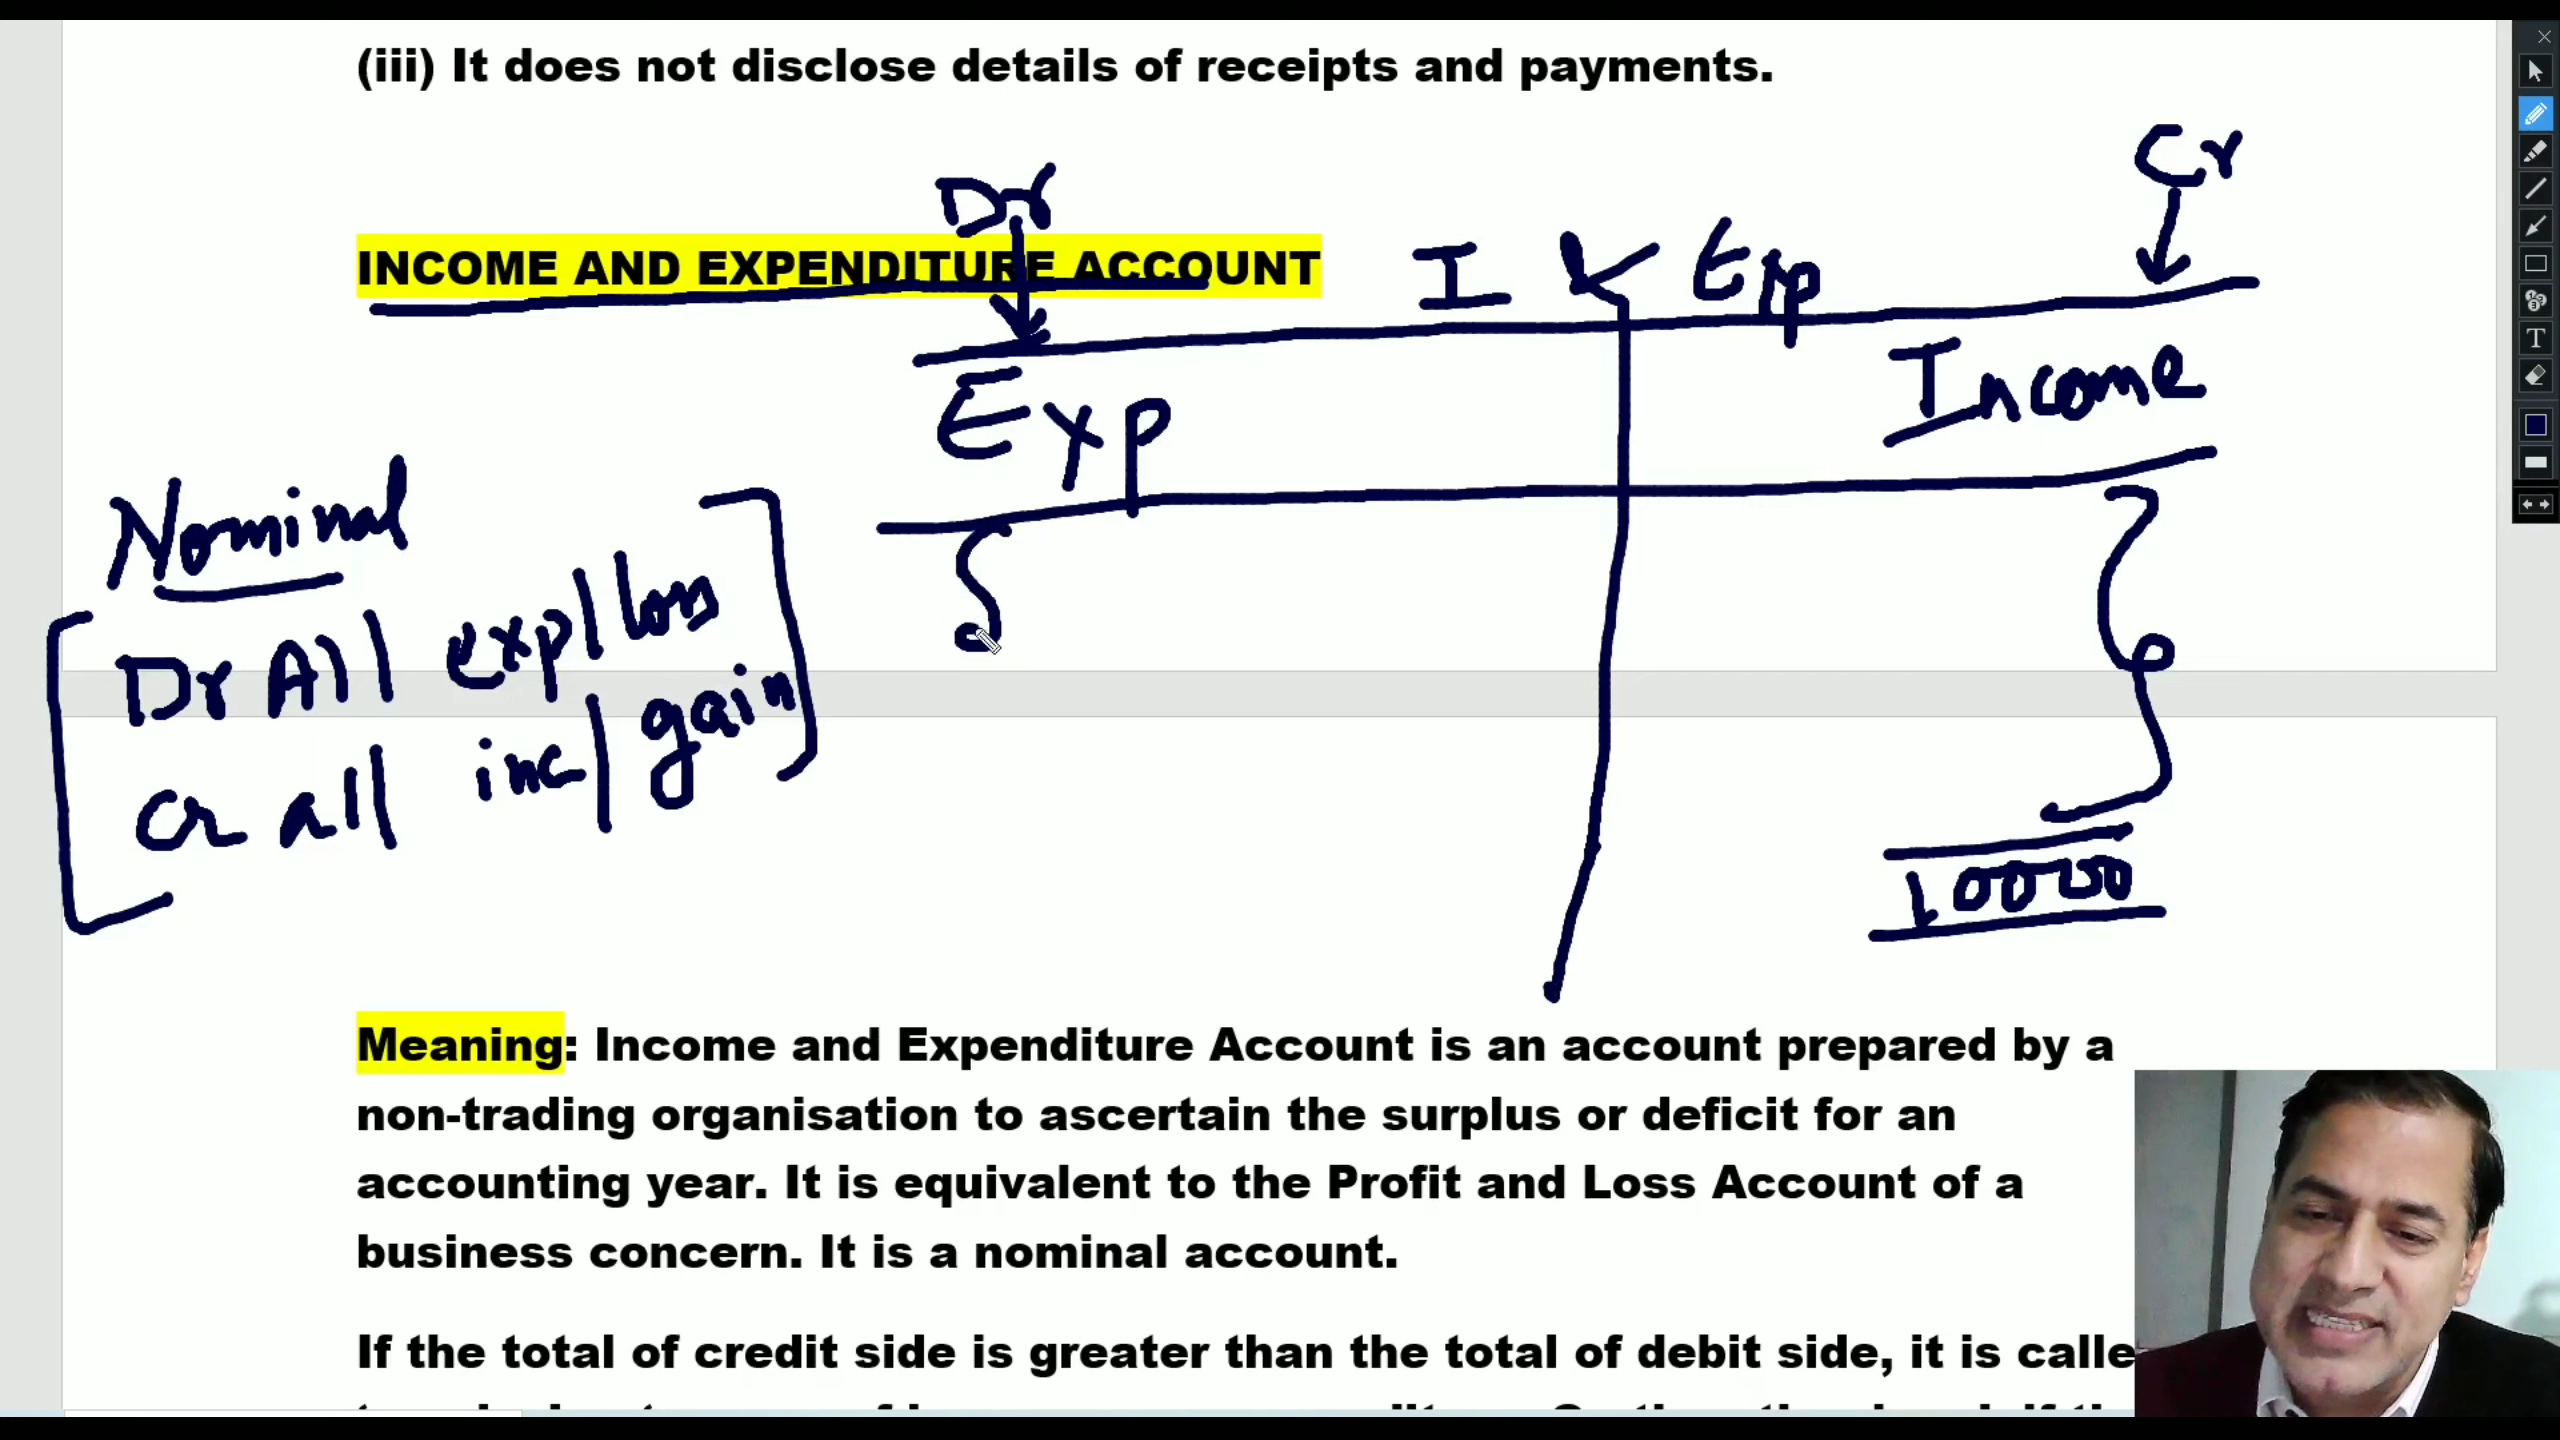 (iii) It does not disclose details of receipts and payments.
Dr
Cr
INCOME AND EXPENDITURE ACCOUNT
I & Exp
Exp
Income
Nominal
Dr All exp/loss
Cr all inc/gain
10000
Meaning: Income and Expenditure Account is an account prepared by a
non-trading organisation to ascertain the surplus or deficit for an
accounting year. It is equivalent to the Profit and Loss Account of a
business concern. It is a nominal account.
If the total of credit side is greater than the total of debit side, it is calle
T